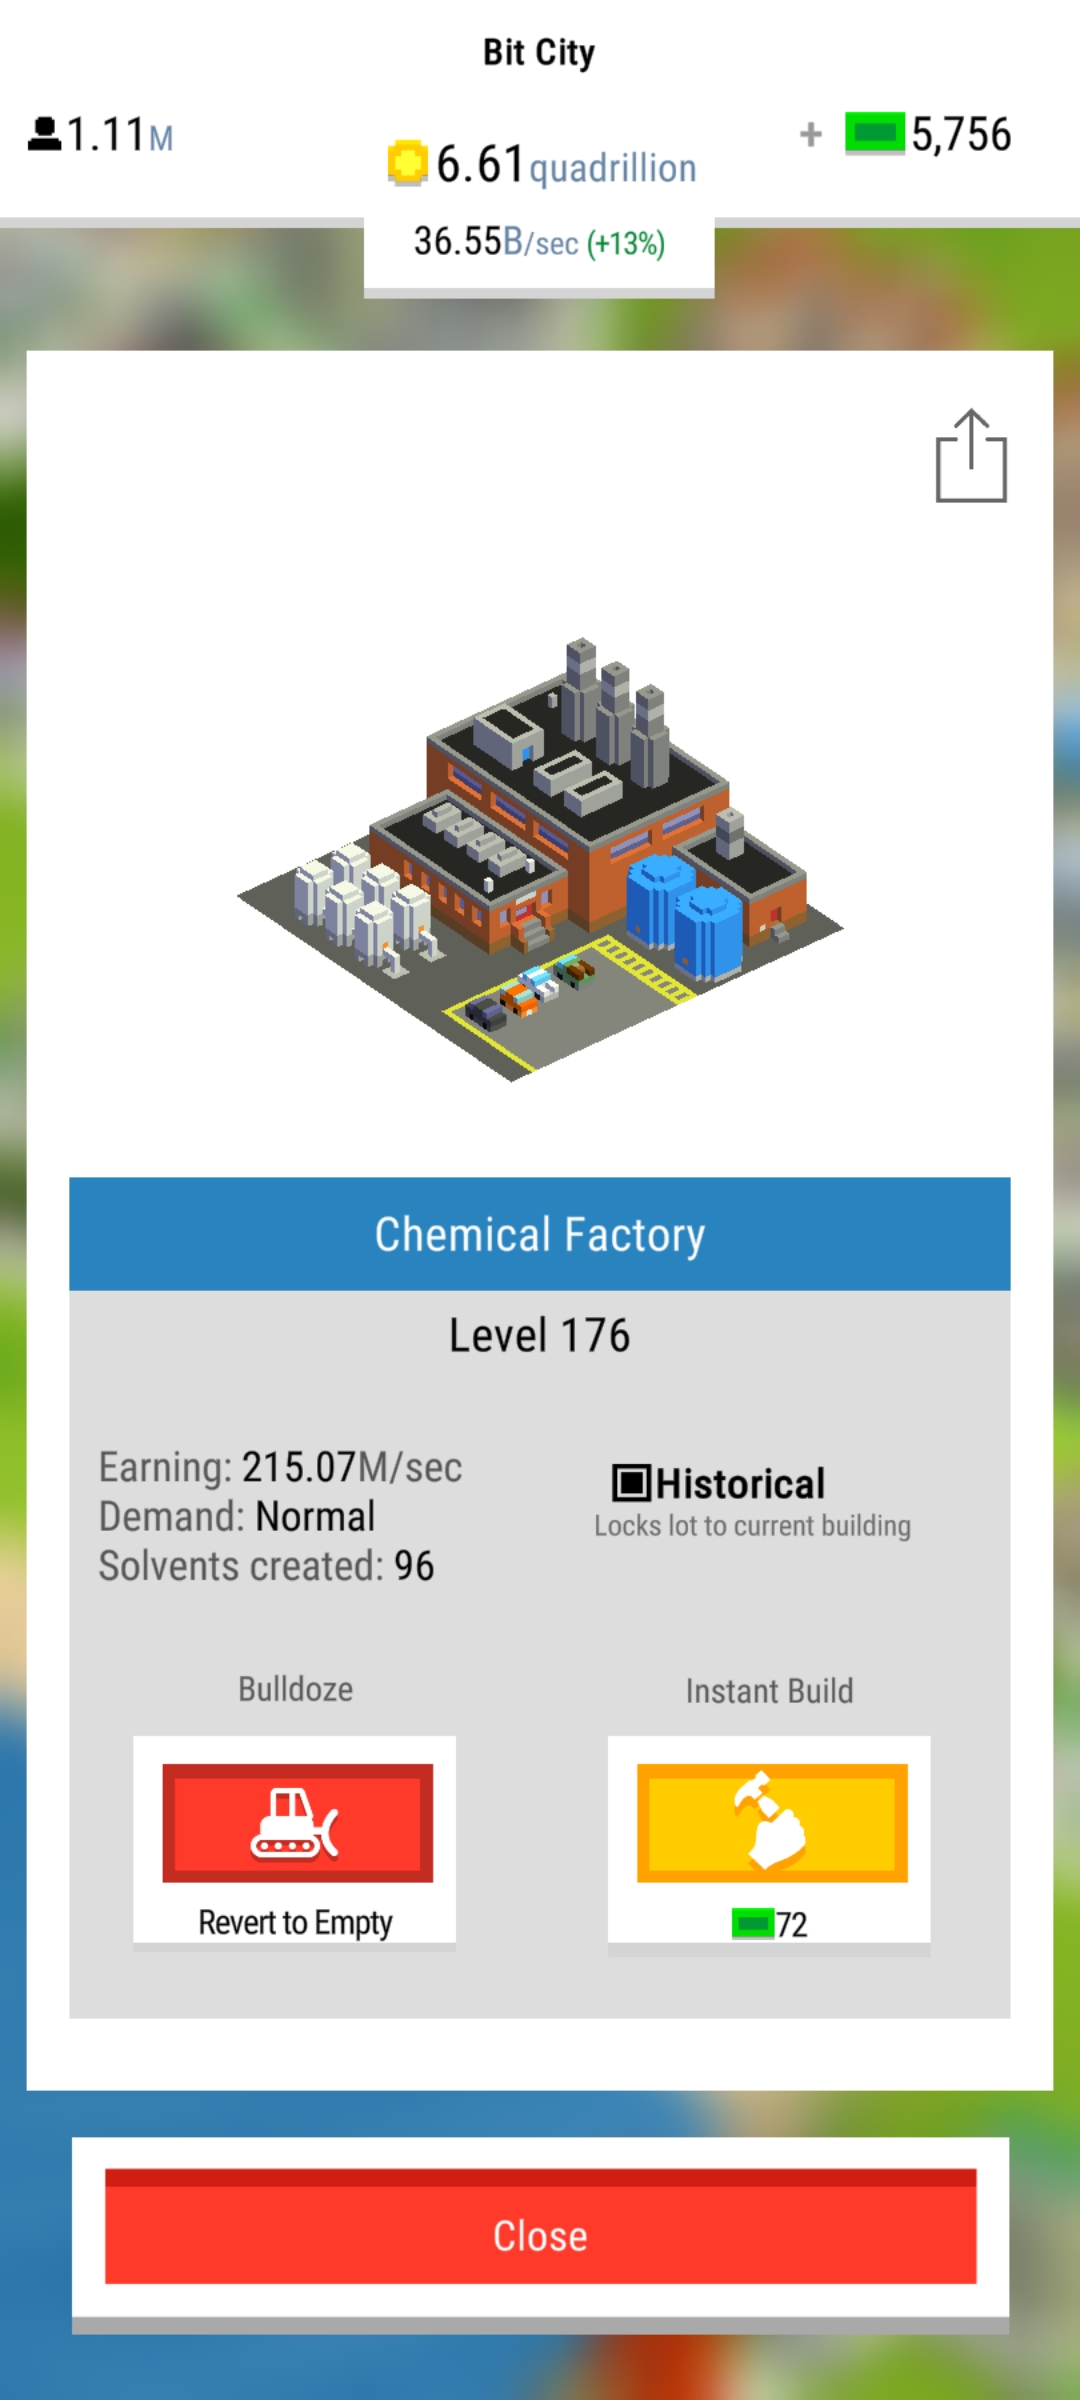 Bit City
1.11M
6.61quadrillion
+ 5,756
36.55B/sec (+13%)
Chemical Factory
Level 176
Earning: 215.07M/sec
Demand: Normal
Solvents created: 96
Historical
Locks lot to current building
Bulldoze
Revert to Empty
Instant Build
72
Close